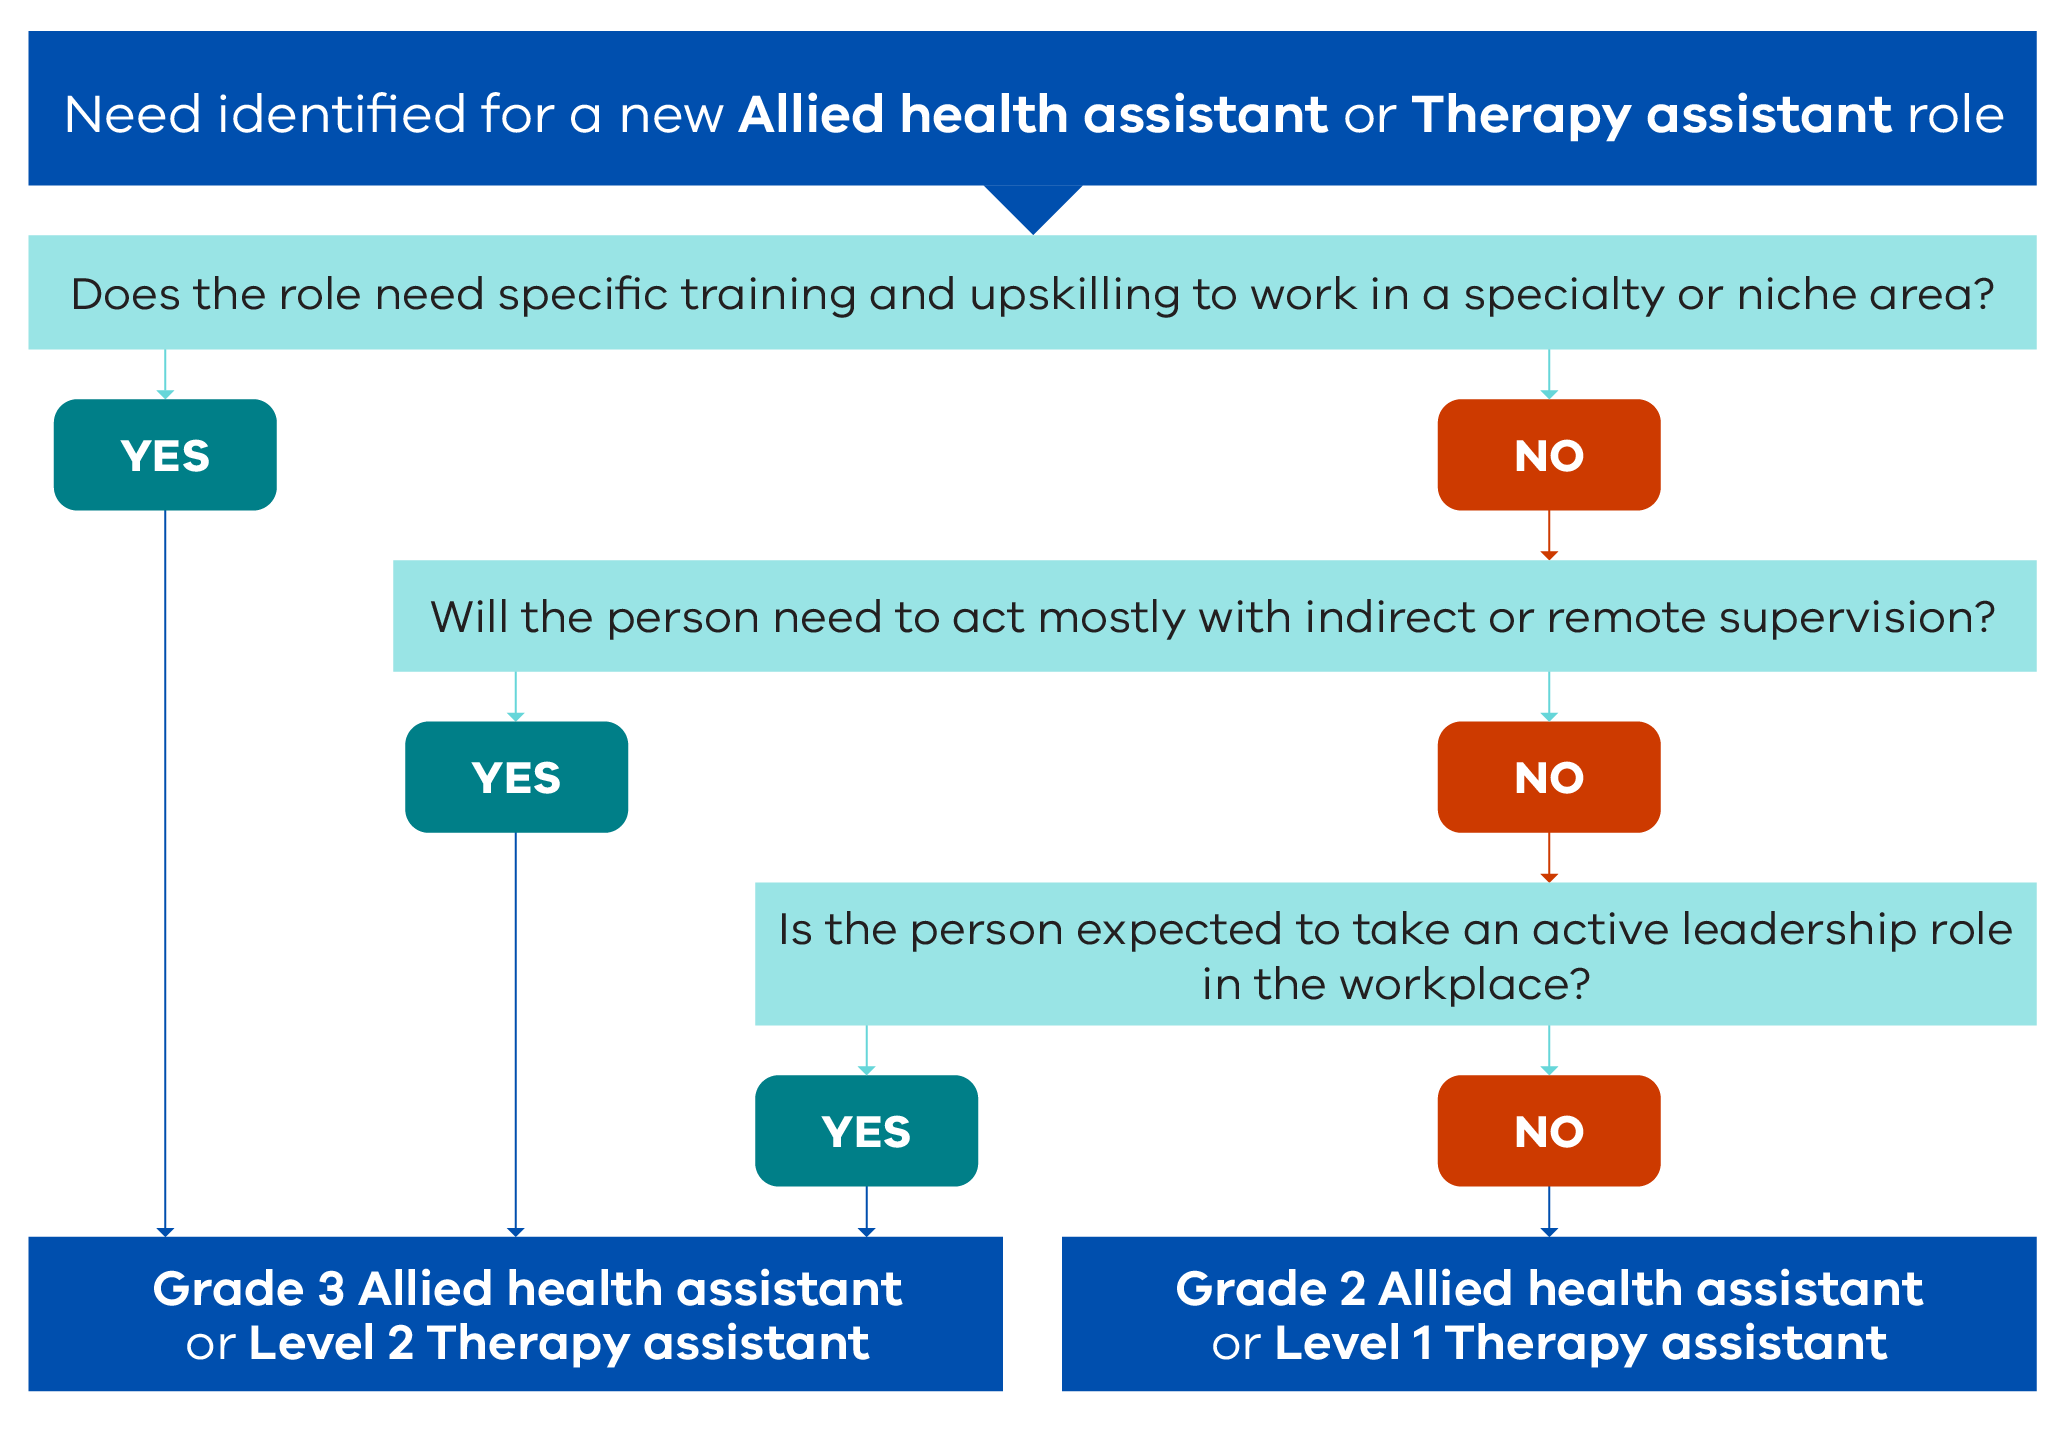 Need identified for a new Allied health assistant or Therapy assistant role
Does the role need specific training and upskilling to work in a specialty or niche area?
YES
NO
Will the person need to act mostly with indirect or remote supervision?
YES
NO
Is the person expected to take an active leadership role
in the workplace?
YES
NO
Grade 3 Allied health assistant
or Level 2 Therapy assistant
Grade 2 Allied health assistant
or Level 1 Therapy assistant